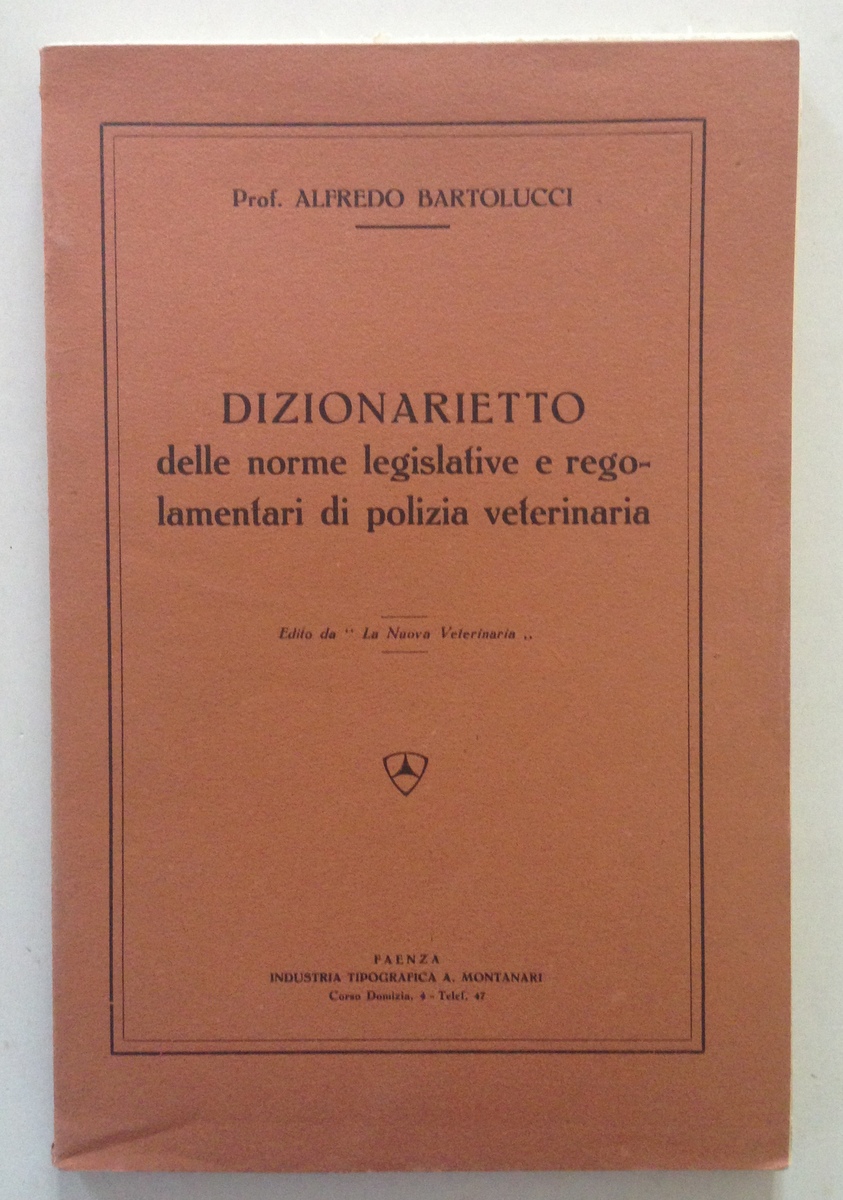 Prof. ALFREDO BARTOLUCCI
DIZIONARIETTO
delle norme legislative e rego-
lamentari di polizia veterinaria
Edito da " La Nuova Veterinaria „
FAENZA
INDUSTRIA TIPOGRAFICA A. MONTANARI
Corso Domizia, 4 - Telef. 47